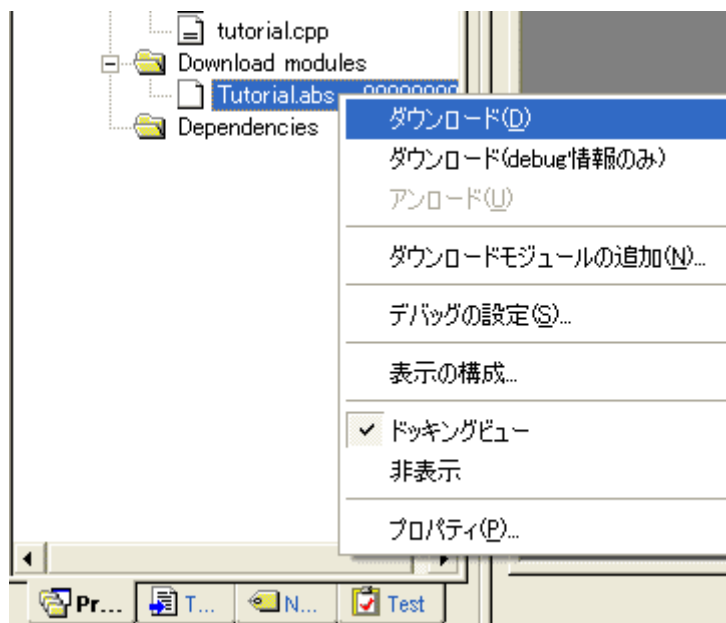 tutorial.cpp
Download modules
Tutorial.abs
Dependencies
ダウンロード(D)
ダウンロード(debug情報のみ)
アンロード(U)
ダウンロードモジュールの追加(N)...
デバッグの設定(S)...
表示の構成...
ドッキングビュー
非表示
プロパティ(P)...
Pr... T... N... Test